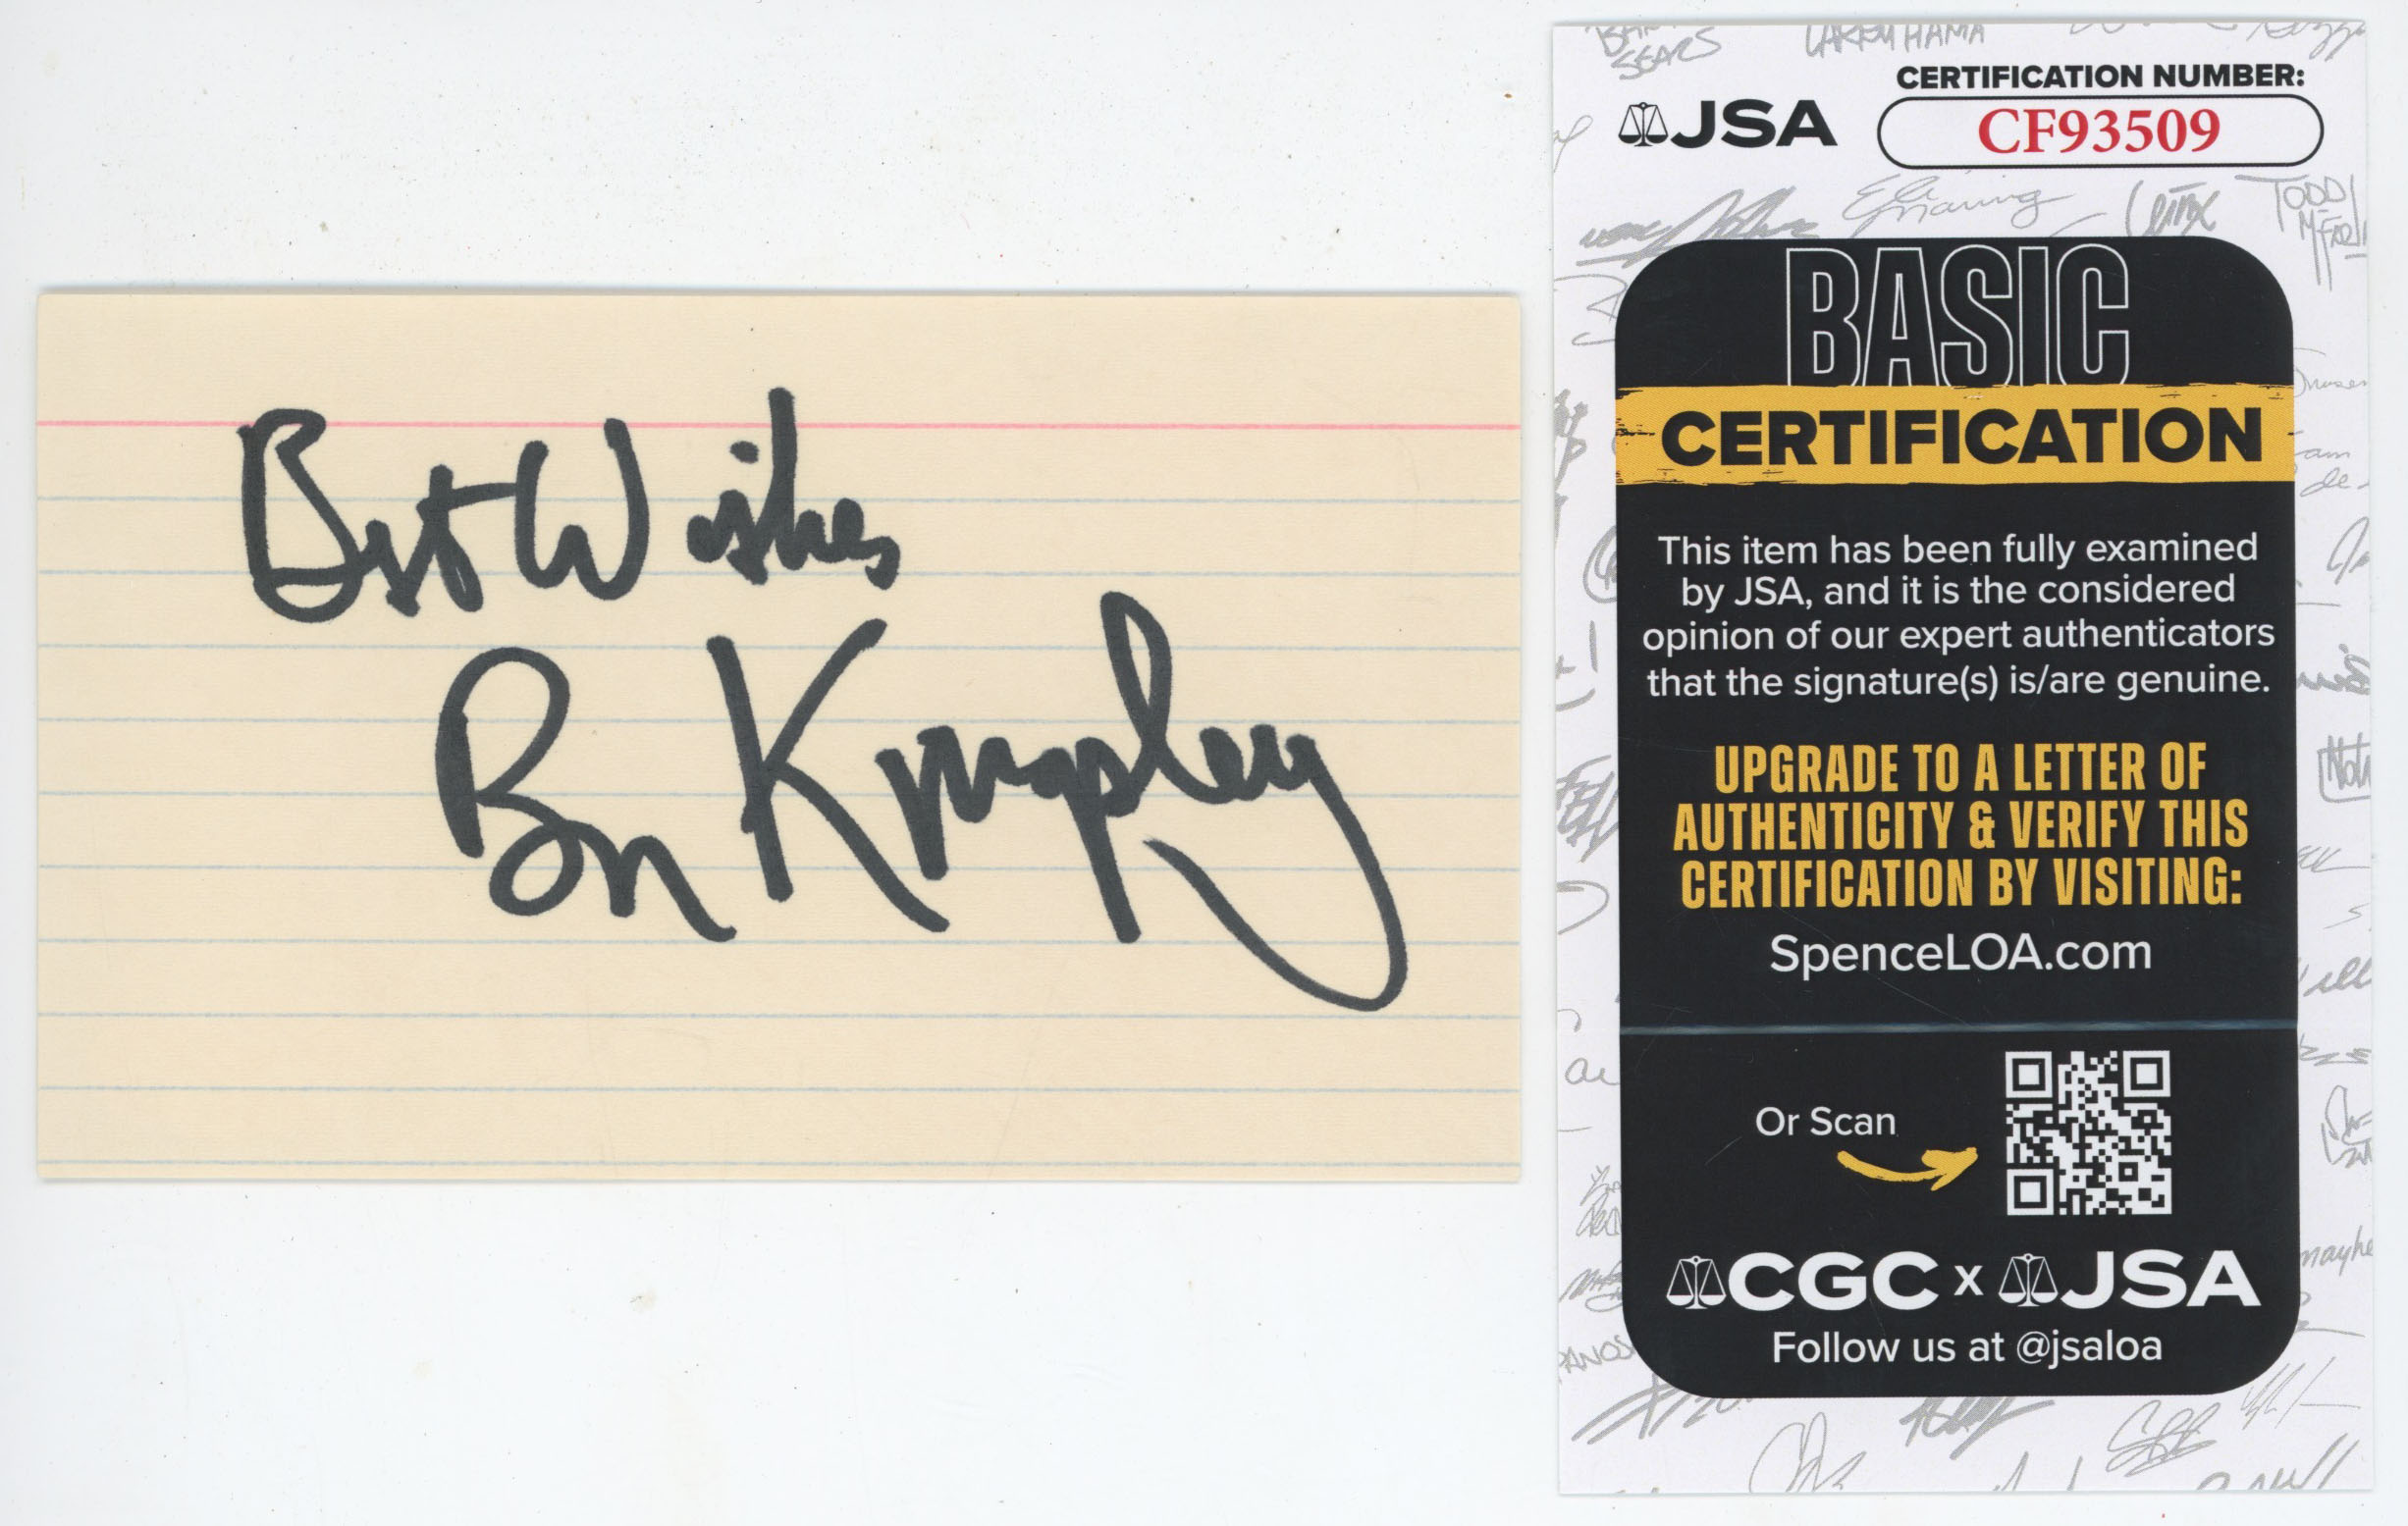 Best Wishes
Ben Kingsley
CERTIFICATION NUMBER:
JSA
CF93509
BASIC
CERTIFICATION
This item has been fully examined
by JSA, and it is the considered
opinion of our expert authenticators
that the signature(s) is/are genuine.
UPGRADE TO A LETTER OF
AUTHENTICITY & VERIFY THIS
CERTIFICATION BY VISITING:
SpenceLOA.com
Or Scan
CGC x JSA
Follow us at @jsaloa